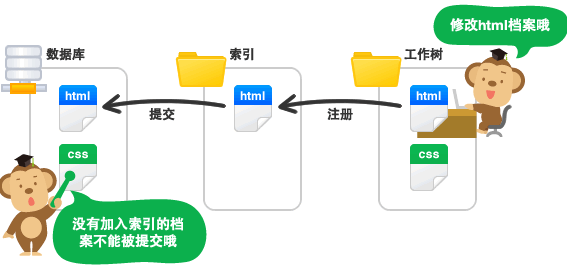 修改html档案哦
数据库
索引
工作树
html
html
html
提交
注册
css
css
没有加入索引的档
案不能被提交哦